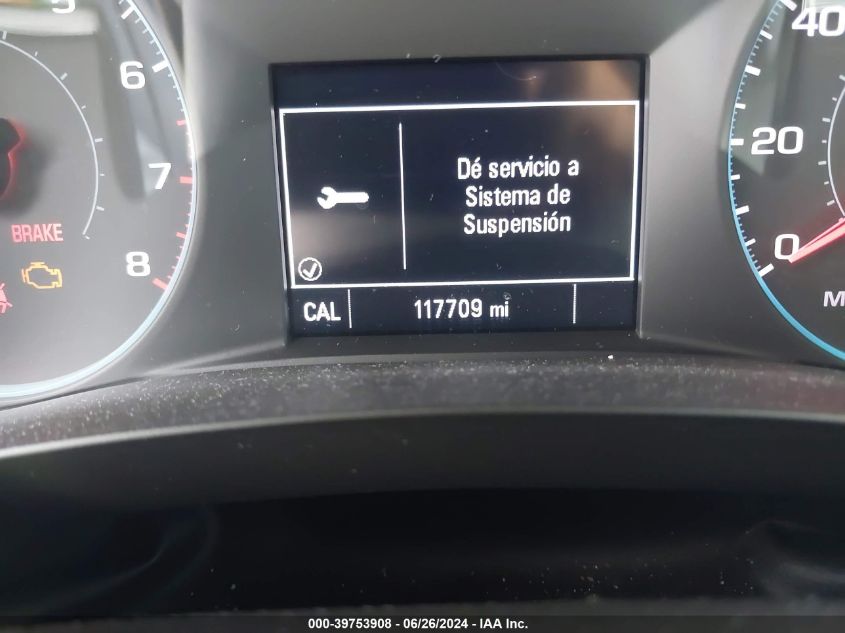 5
6
7
8
BRAKE
Dé servicio a
Sistema de
Suspensión
CAL 117709 mi
40
20
0
M
000-39753908 - 06/26/2024 - IAA Inc.